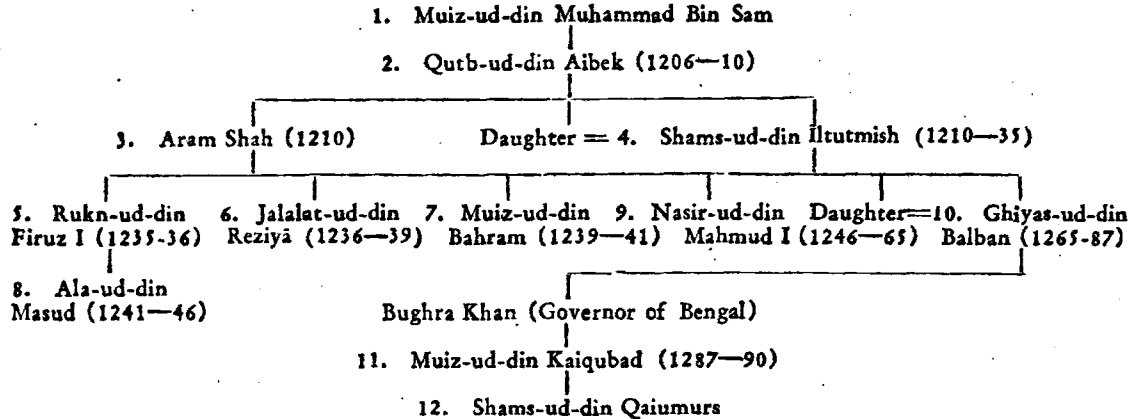 1. Muiz-ud-din Muhammad Bin Sam
2. Qutb-ud-din Aibek (1206—10)
3. Aram Shah (1210) Daughter = 4. Shams-ud-din Iltutmish (1210—35)
5. Rukn-ud-din 6. Jalalat-ud-din 7. Muiz-ud-din 9. Nasir-ud-din Daughter=10. Ghiyas-ud-din
Firuz I (1235-36) Reziyā (1236—39) Bahram (1239—41) Mahmud I (1246—65) Balban (1265-87)
8. Ala-ud-din
Masud (1241—46) Bughra Khan (Governor of Bengal)
11. Muiz-ud-din Kaiqubad (1287—90)
12. Shams-ud-din Qaiumurs